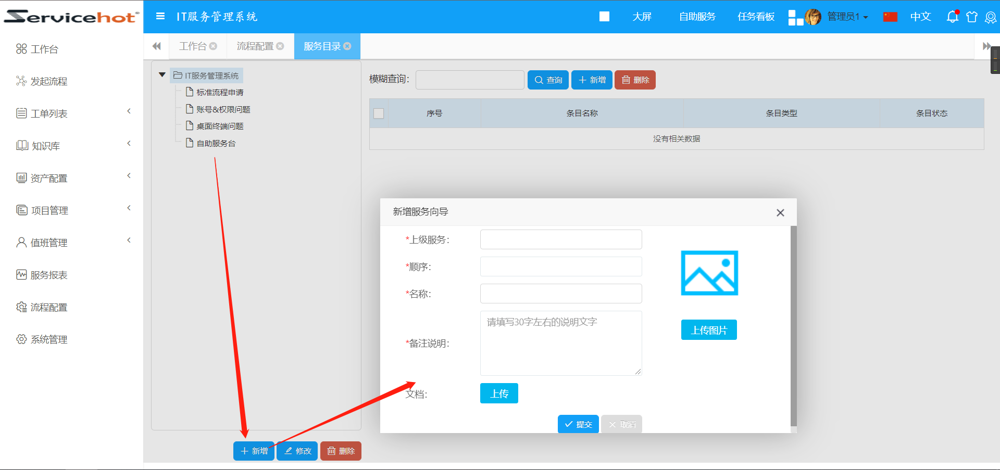 Servicehot®
IT服务管理系统
大屏
自助服务
任务看板
管理员1
中文
工作台
发起流程
工单列表
知识库
资产配置
项目管理
值班管理
服务报表
流程配置
系统管理
工作台
流程配置
服务目录
IT服务管理系统
标准流程申请
账号&权限问题
桌面终端问题
自助服务台
新增
修改
删除
模糊查询：
查询
新增
删除
序号
条目名称
条目类型
条目状态
没有相关数据
新增服务向导
*上级服务：
*顺序：
*名称：
*备注说明：
请填写30字左右的说明文字
文档：
上传
上传图片
提交
取消